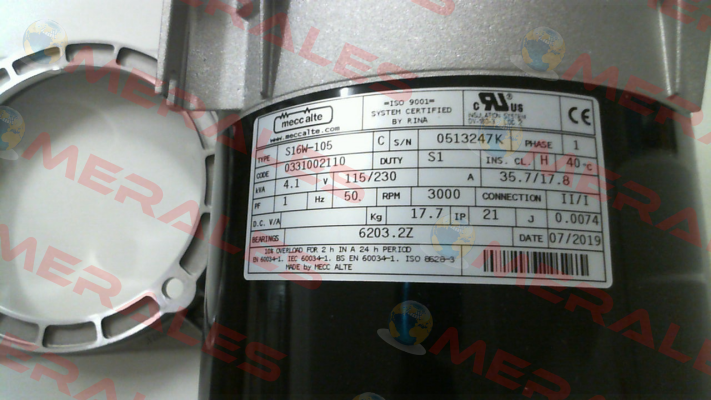 mecc alte
www.meccalte.com
=ISO 9001=
SYSTEM CERTIFIED
BY RINA
C US
INSULATION SYSTEM
CE
TYPE S16W-105 C S/N 0513247K PHASE 1
CODE 0331002110 DUTY S1 INS. CL. H 40°C
kVA 4.1 V 115/230 A 35.7/17.8
PF 1 Hz 50. RPM 3000 CONNECTION II/I
D.C. V/A Kg 17.7 IP 21 J 0.0074
BEARINGS 6203.2Z DATE 07/2019
10% OVERLOAD FOR 2 h IN A 24 h PERIOD
EN 60034-1. IEC 60034-1. BS EN 60034-1. ISO 8528-3
MADE by MECC ALTE
MERALES